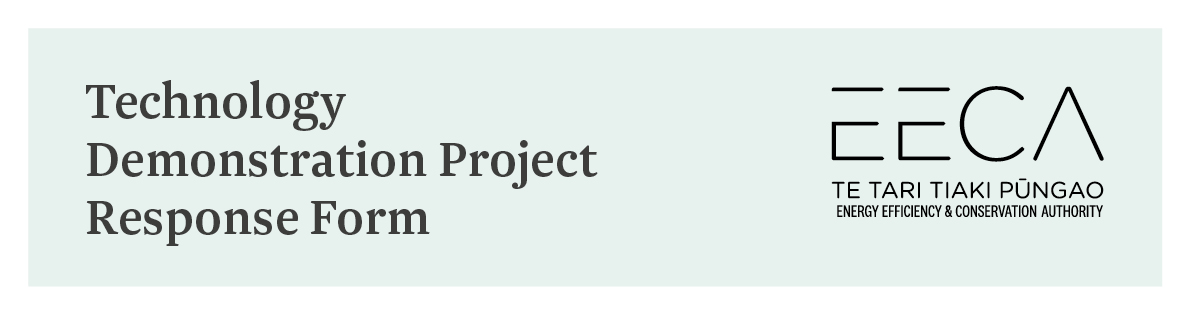 Technology
Demonstration Project
Response Form
EECA
TE TARI TIAKI PŪNGAO
ENERGY EFFICIENCY & CONSERVATION AUTHORITY